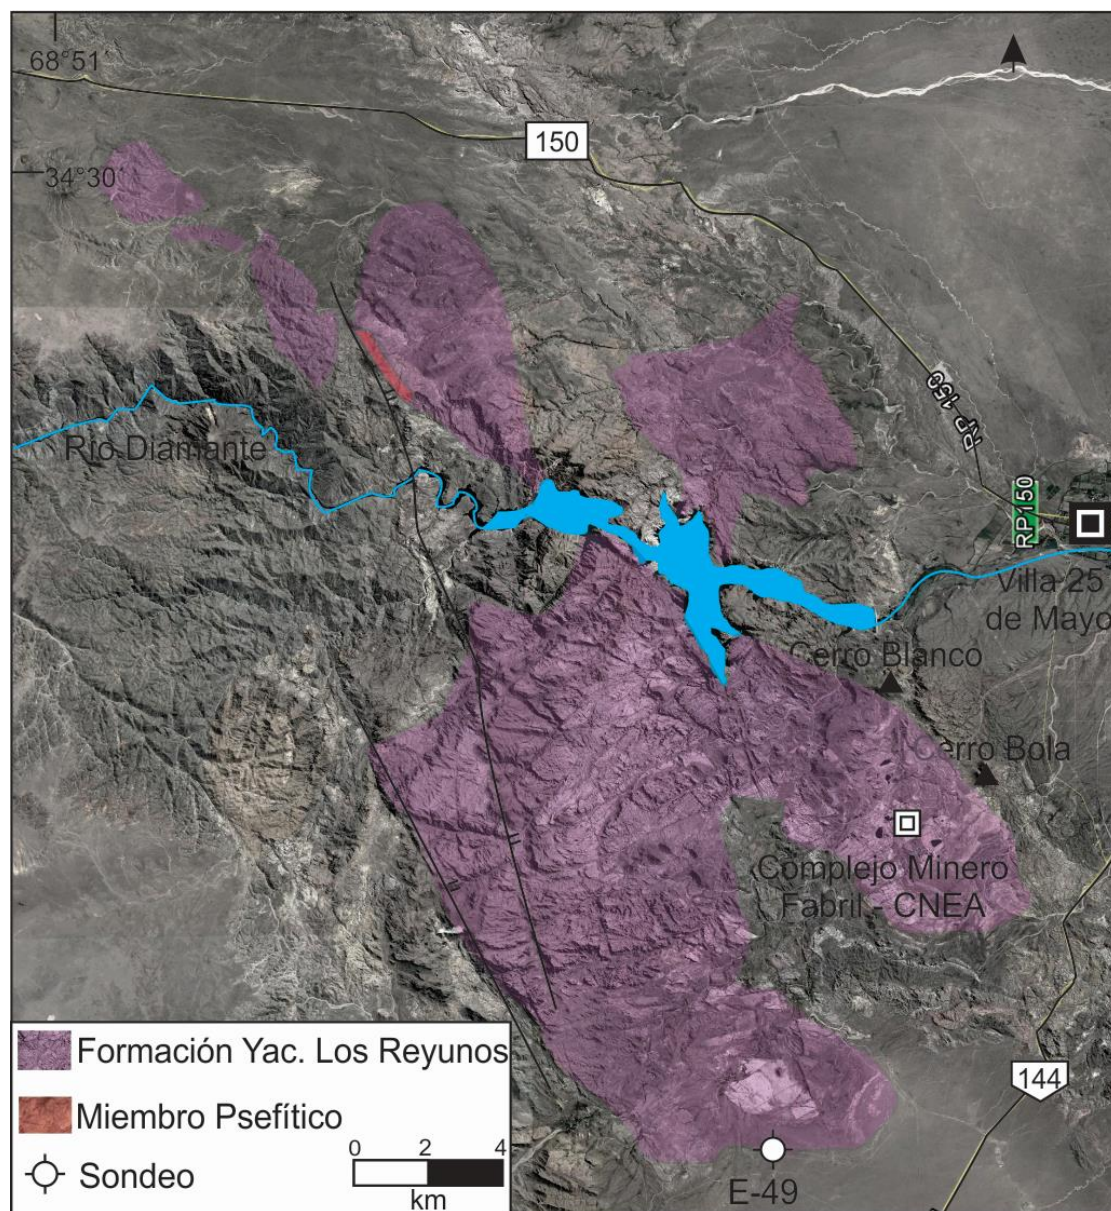 68°51´
150
34°30´
RP 150
Río Diamante
RP150
Villa 25
de Mayo
Cerro Blanco
Cerro Bola
Complejo Minero
Fabril - CNEA
Formación Yac. Los Reyunos
144
Miembro Psefítico
0 2 4
Sondeo
km
E-49